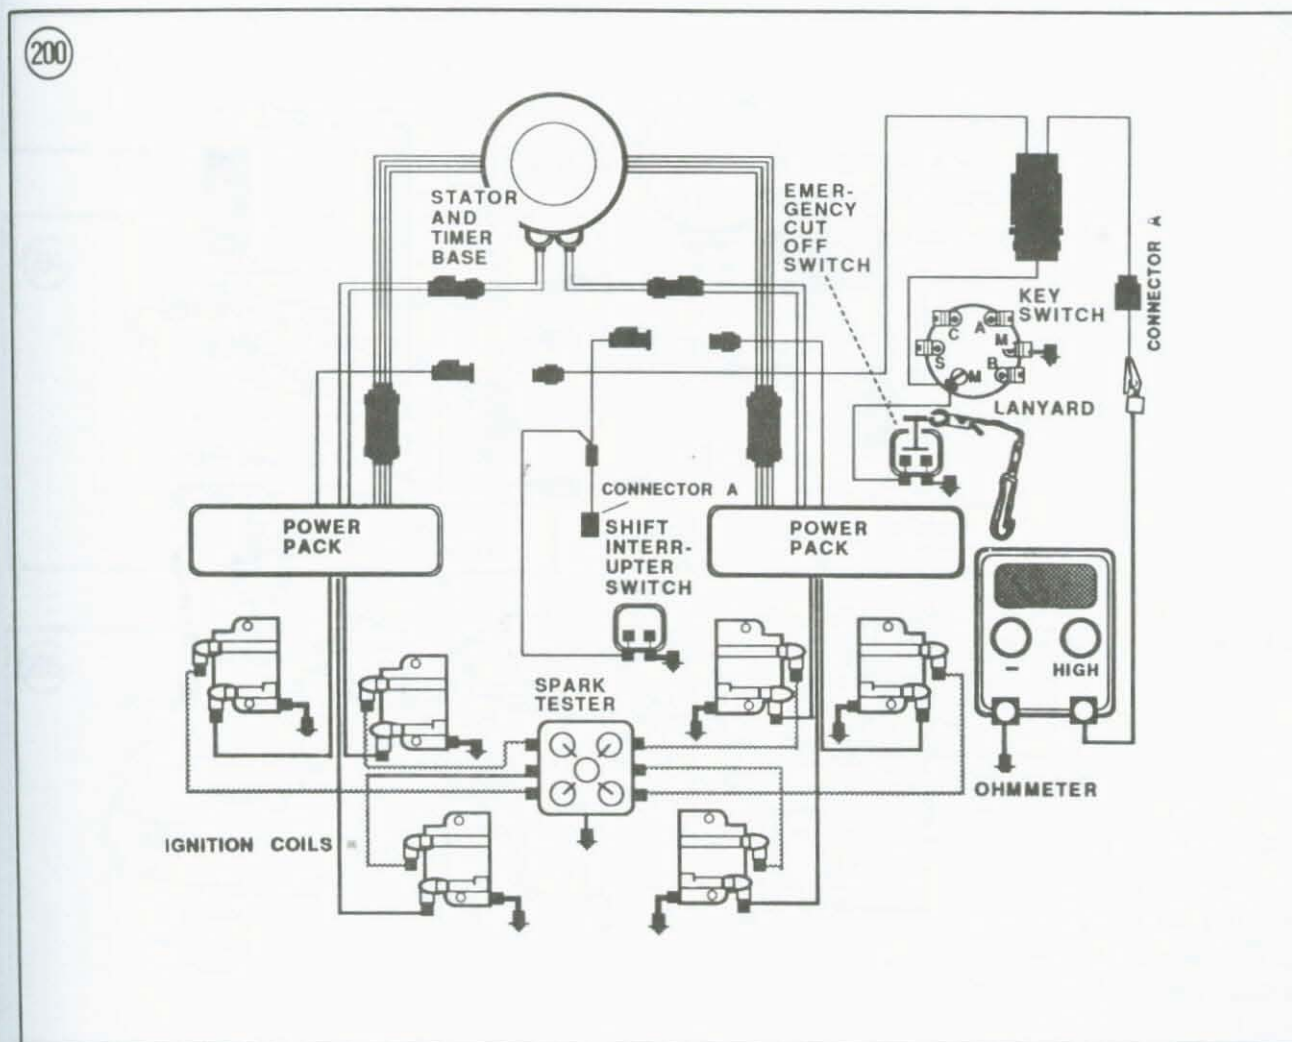 200
STATOR
AND
TIMER
BASE
EMER-
GENCY
CUT
OFF
SWITCH
CONNECTOR A
KEY
SWITCH
C
A
M
S
B
M
LANYARD
CONNECTOR A
POWER
PACK
SHIFT
INTERR-
UPTER
SWITCH
POWER
PACK
-
HIGH
SPARK
TESTER
OHMMETER
IGNITION COILS